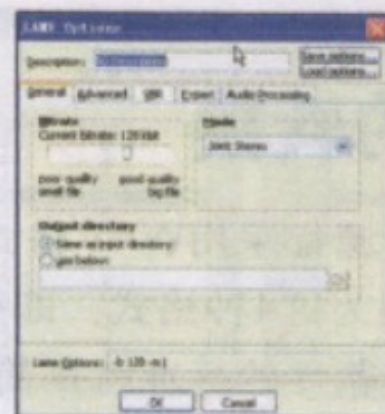 LAME Options
Description: No Description
Save options...
Load options...
General Advanced VBR Expert Audio Processing
Bitrate
Current Bitrate: 128 kbit
poor quality good quality
small file big file
Mode
Joint Stereo
Output directory
Same as input directory
use below:
Lame Options: -b 128 -m j
OK Cancel